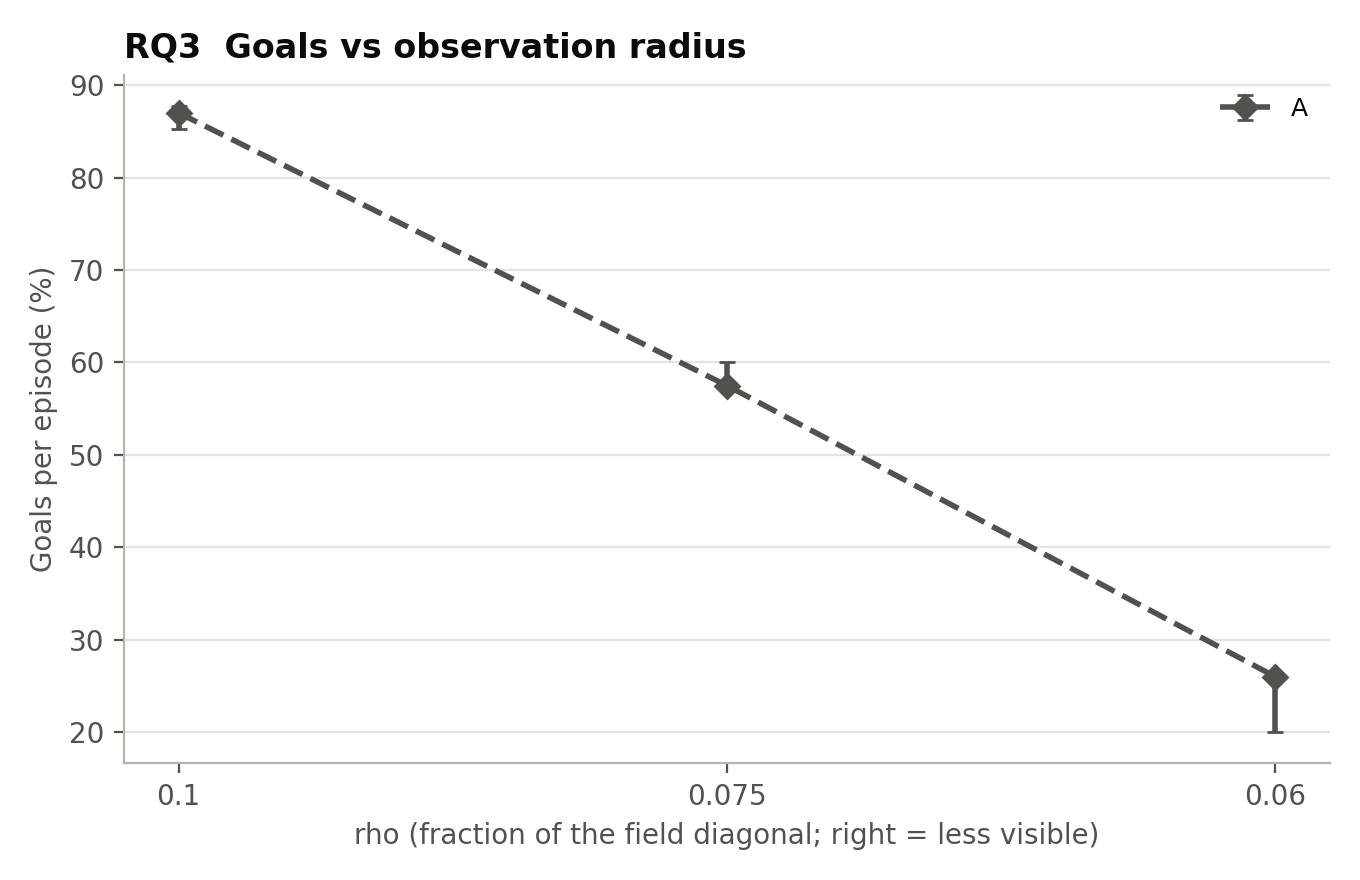 RQ3  Goals vs observation radius
A
Goals per episode (%)
90
80
70
60
50
40
30
20
0.1
0.075
0.06
rho (fraction of the field diagonal; right = less visible)